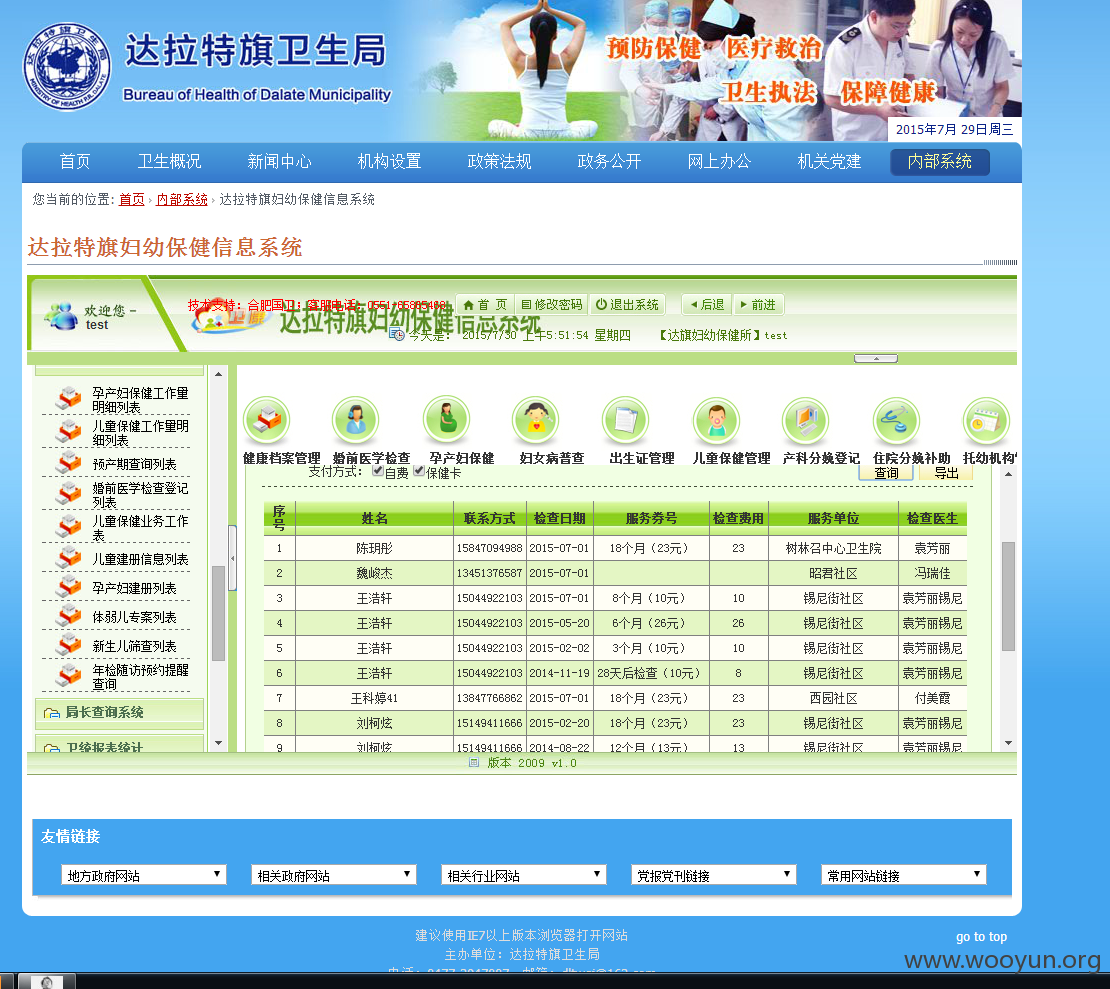 达拉特旗卫生局
Bureau of Health of Dalate Municipality
预防保健 医疗救治
卫生执法 保障健康
2015年7月 29日周三
首页 卫生概况 新闻中心 机构设置 政策法规 政务公开 网上办公 机关党建 内部系统
您当前的位置: 首页 › 内部系统 › 达拉特旗妇幼保健信息系统
达拉特旗妇幼保健信息系统
欢迎您 -
test
技术支持：合肥国卫；客服电话：
首 页 修改密码 退出系统 后退 前进
达拉特旗妇幼保健信息系统
今天是： 2015/7/30 上午5:51:54 星期四 【达旗妇幼保健所】test
孕产妇保健工作量
明细列表
儿童保健工作量明
细列表
预产期查询列表
婚前医学检查登记
列表
儿童保健业务工作
表
儿童建册信息列表
孕产妇建册列表
体弱儿专案列表
新生儿筛查列表
年检随访预约提醒
查询
局长查询系统
卫统报表统计
健康档案管理 婚前医学检查 孕产妇保健 妇女病普查 出生证管理 儿童保健管理 产科分娩登记 住院分娩补助 托幼机构
支付方式： 自费 保健卡 查询 导出
序号 姓名 联系方式 检查日期 服务券号 检查费用 服务单位 检查医生
1 陈玥彤 15847094988 2015-07-01 18个月（23元） 23 树林召中心卫生院 袁芳丽
2 魏峻杰 13451376587 2015-07-01 昭君社区 冯瑞佳
3 王浩轩 15044922103 2015-07-01 8个月（10元） 10 锡尼街社区 袁芳丽锡尼
4 王浩轩 15044922103 2015-05-20 6个月（26元） 26 锡尼街社区 袁芳丽锡尼
5 王浩轩 15044922103 2015-02-02 3个月（10元） 10 锡尼街社区 袁芳丽锡尼
6 王浩轩 15044922103 2014-11-19 28天后检查（10元） 8 锡尼街社区 袁芳丽锡尼
7 王科婷41 13847766862 2015-07-01 18个月（23元） 23 西园社区 付美霞
8 刘柯炫 15149411666 2015-02-20 18个月（23元） 23 锡尼街社区 袁芳丽锡尼
9 刘柯炫 15149411666 2014-08-22 12个月（13元） 13 锡尼街社区 袁芳丽锡尼
版本 2009 v1.0
友情链接
地方政府网站 相关政府网站 相关行业网站 党报党刊链接 常用网站链接
建议使用IE7以上版本浏览器打开网站
主办单位：达拉特旗卫生局
go to top
www.wooyun.org